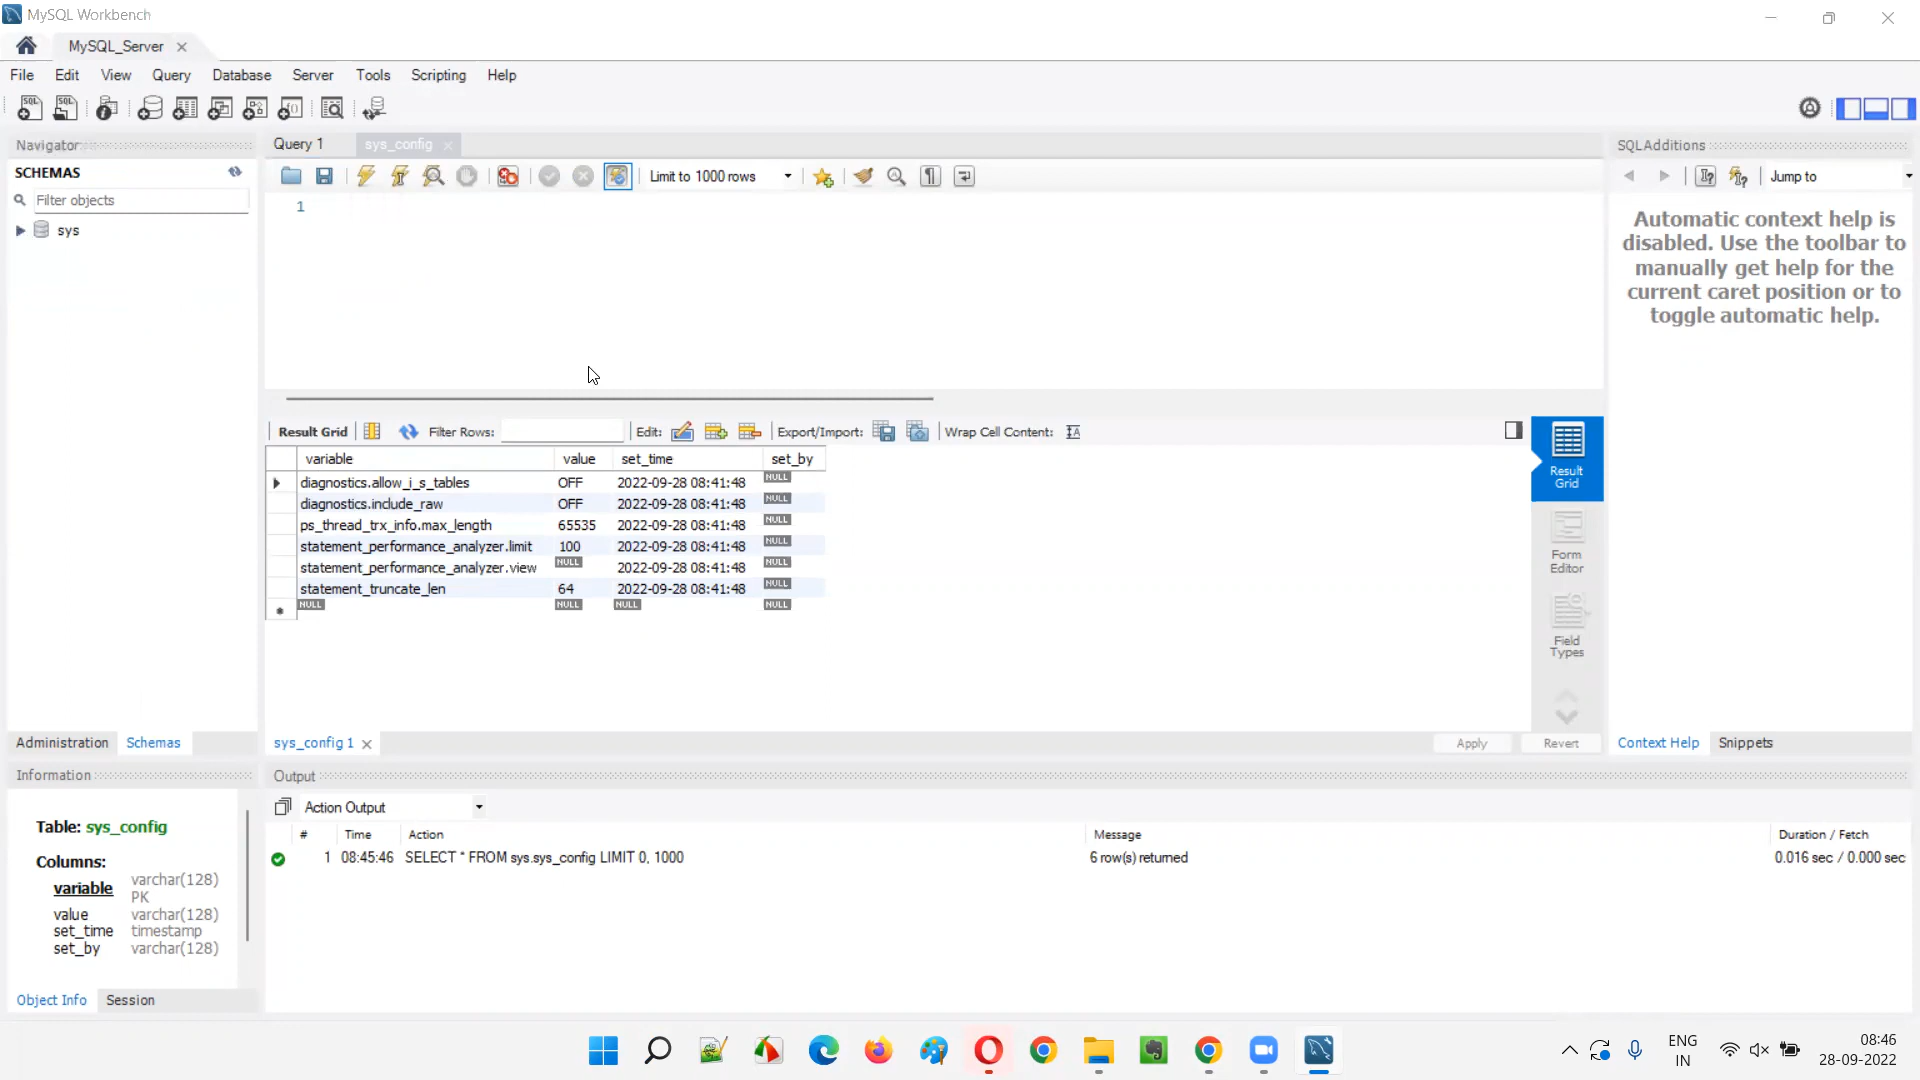 MySQL Workbench
MySQL_Server
File Edit View Query Database Server Tools Scripting Help
Navigator
SCHEMAS
Filter objects
sys
Administration Schemas
Query 1 sys_config
Limit to 1000 rows
1
Result Grid Filter Rows: Edit: Export/Import: Wrap Cell Content:
variable value set_time set_by
diagnostics.allow_i_s_tables OFF 2022-09-28 08:41:48 NULL
diagnostics.include_raw OFF 2022-09-28 08:41:48 NULL
ps_thread_trx_info.max_length 65535 2022-09-28 08:41:48 NULL
statement_performance_analyzer.limit 100 2022-09-28 08:41:48 NULL
statement_performance_analyzer.view NULL 2022-09-28 08:41:48 NULL
statement_truncate_len 64 2022-09-28 08:41:48 NULL
NULL NULL NULL NULL
Result
Grid
Form
Editor
Field
Types
sys_config 1
Apply Revert
SQLAdditions
Jump to
Automatic context help is
disabled. Use the toolbar to
manually get help for the
current caret position or to
toggle automatic help.
Context Help Snippets
Information
Table: sys_config
Columns:
variable varchar(128)
PK
value varchar(128)
set_time timestamp
set_by varchar(128)
Object Info Session
Output
Action Output
# Time Action Message Duration / Fetch
1 08:45:46 SELECT * FROM sys.sys_config LIMIT 0, 1000 6 row(s) returned 0.016 sec / 0.000 sec
ENG
IN
08:46
28-09-2022